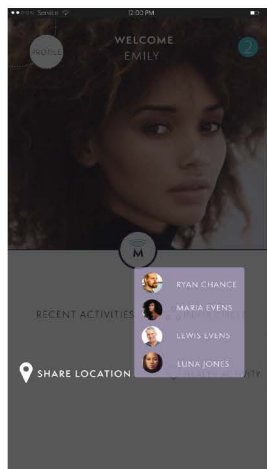 Service 12:00 PM
PROFILE
WELCOME
EMILY
2
M
RYAN CHANCE
MARIA EVENS
RECENT ACTIVITIES
LEWIS EVENS
LUNA JONES
SHARE LOCATION